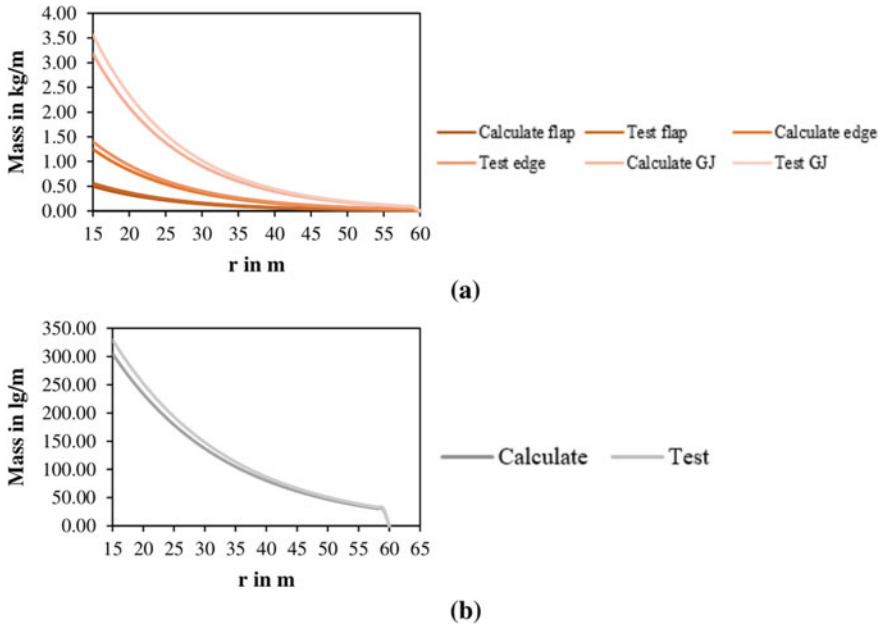 4.00
3.50
3.00
2.50
2.00
1.50
1.00
0.50
0.00
Mass in kg/m
15 20 25 30 35 40 45 50 55 60
r in m
Calculate flap Test flap Calculate edge
Test edge Calculate GJ Test GJ
(a)
350.00
300.00
250.00
200.00
150.00
100.00
50.00
0.00
Mass in lg/m
15 20 25 30 35 40 45 50 55 60 65
r in m
Calculate Test
(b)